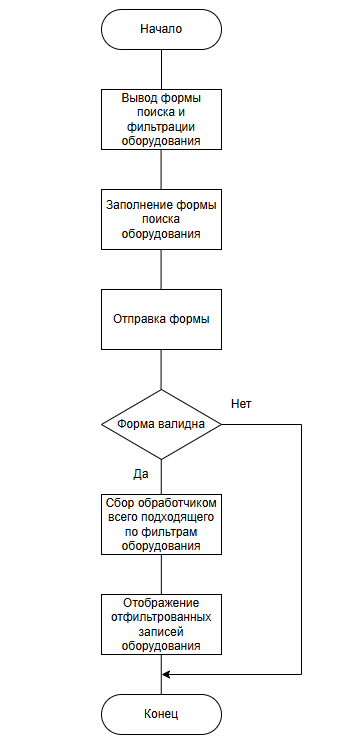 Начало
Вывод формы
поиска и
фильтрации
оборудования
Заполнение формы
поиска
оборудования
Отправка формы
Нет
Форма валидна
Да
Сбор обработчиком
всего подходящего
по фильтрам
оборудования
Отображение
отфильтрованных
записей
оборудования
Конец